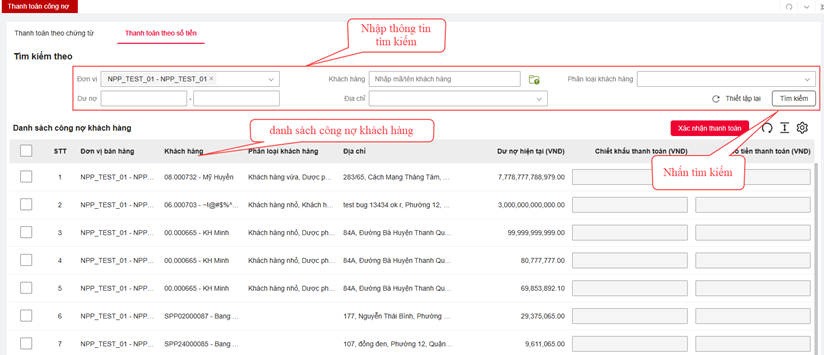 Thanh toán công nợ
Thanh toán theo chứng từ
Thanh toán theo số tiền
Nhập thông tin
tìm kiếm
Tìm kiếm theo
Đơn vị NPP_TEST_01 - NPP_TEST_01 ×
Khách hàng Nhập mã/tên khách hàng
Phân loại khách hàng
Dư nợ -
Địa chỉ
Thiết lập lại
Tìm kiếm
Danh sách công nợ khách hàng
danh sách công nợ khách hàng
Xác nhận thanh toán
STT Đơn vị bán hàng Khách hàng Phân loại khách hàng Địa chỉ Dư nợ hiện tại (VND) Chiết khấu thanh toán (VND) ố tiền thanh toán (VND)
Nhấn tìm kiếm
1 NPP_TEST_01 - NPP... 08.000732 - Mỹ Huyền Khách hàng vừa, Dược p... 283/65, Cách Mạng Tháng Tám, ... 7,778,777,788,979.00
2 NPP_TEST_01 - NPP... 06.000703 - ~!@#$%^... Khách hàng nhỏ, Khách h... test bug 13434 ok r, Phường 12, ... 3,000,000,000,000.00
3 NPP_TEST_01 - NPP... 00.000665 - KH Minh Khách hàng nhỏ, Dược ph... 84A, Đường Bà Huyện Thanh Qu... 99,999,999,999.00
4 NPP_TEST_01 - NPP... 00.000665 - KH Minh Khách hàng nhỏ, Dược ph... 84A, Đường Bà Huyện Thanh Qu... 80,777,777.00
5 NPP_TEST_01 - NPP... 00.000665 - KH Minh Khách hàng nhỏ, Dược ph... 84A, Đường Bà Huyện Thanh Qu... 69,853,892.10
6 NPP_TEST_01 - NPP... SPP02000087 - Bang ... 177, Nguyễn Thái Bình, Phường ... 29,375,065.00
7 NPP_TEST_01 - NPP... SPP24000085 - Bang ... 107, đồng đen, Phường 12, Quận... 9,611,065.00